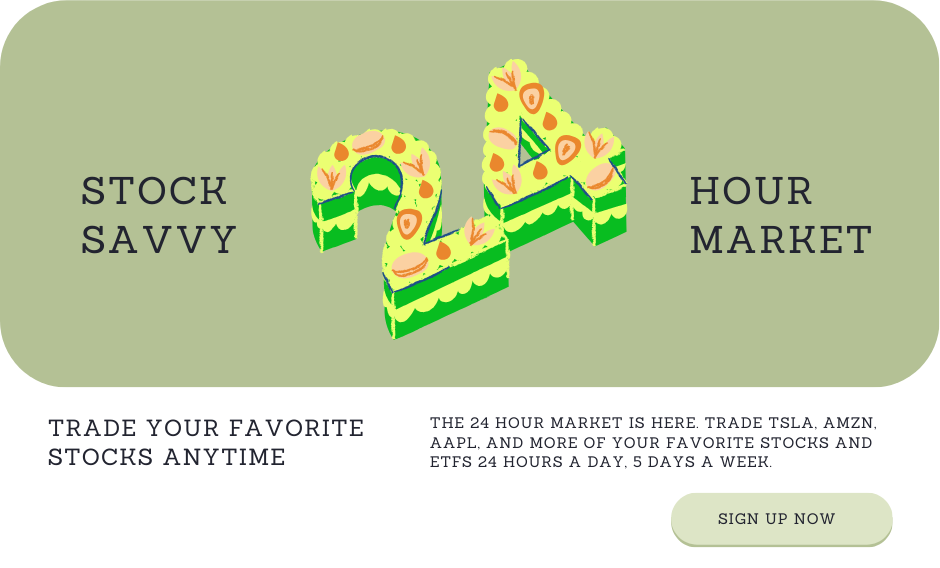 STOCK
SAVVY
24
HOUR
MARKET
TRADE YOUR FAVORITE
STOCKS ANYTIME
THE 24 HOUR MARKET IS HERE. TRADE TSLA, AMZN,
AAPL, AND MORE OF YOUR FAVORITE STOCKS AND
ETFS 24 HOURS A DAY, 5 DAYS A WEEK.
SIGN UP NOW